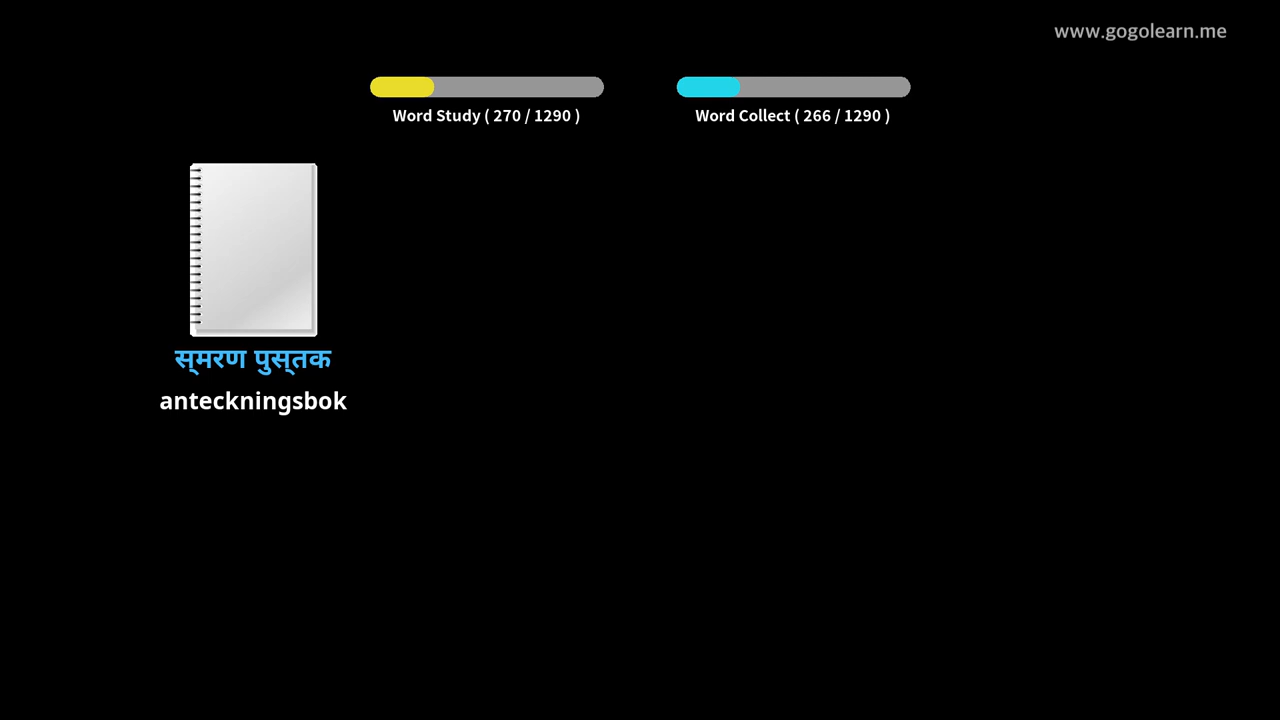 www.gogolearn.me
Word Study ( 270 / 1290 )
Word Collect ( 266 / 1290 )
स्मरण पुस्तक
anteckningsbok